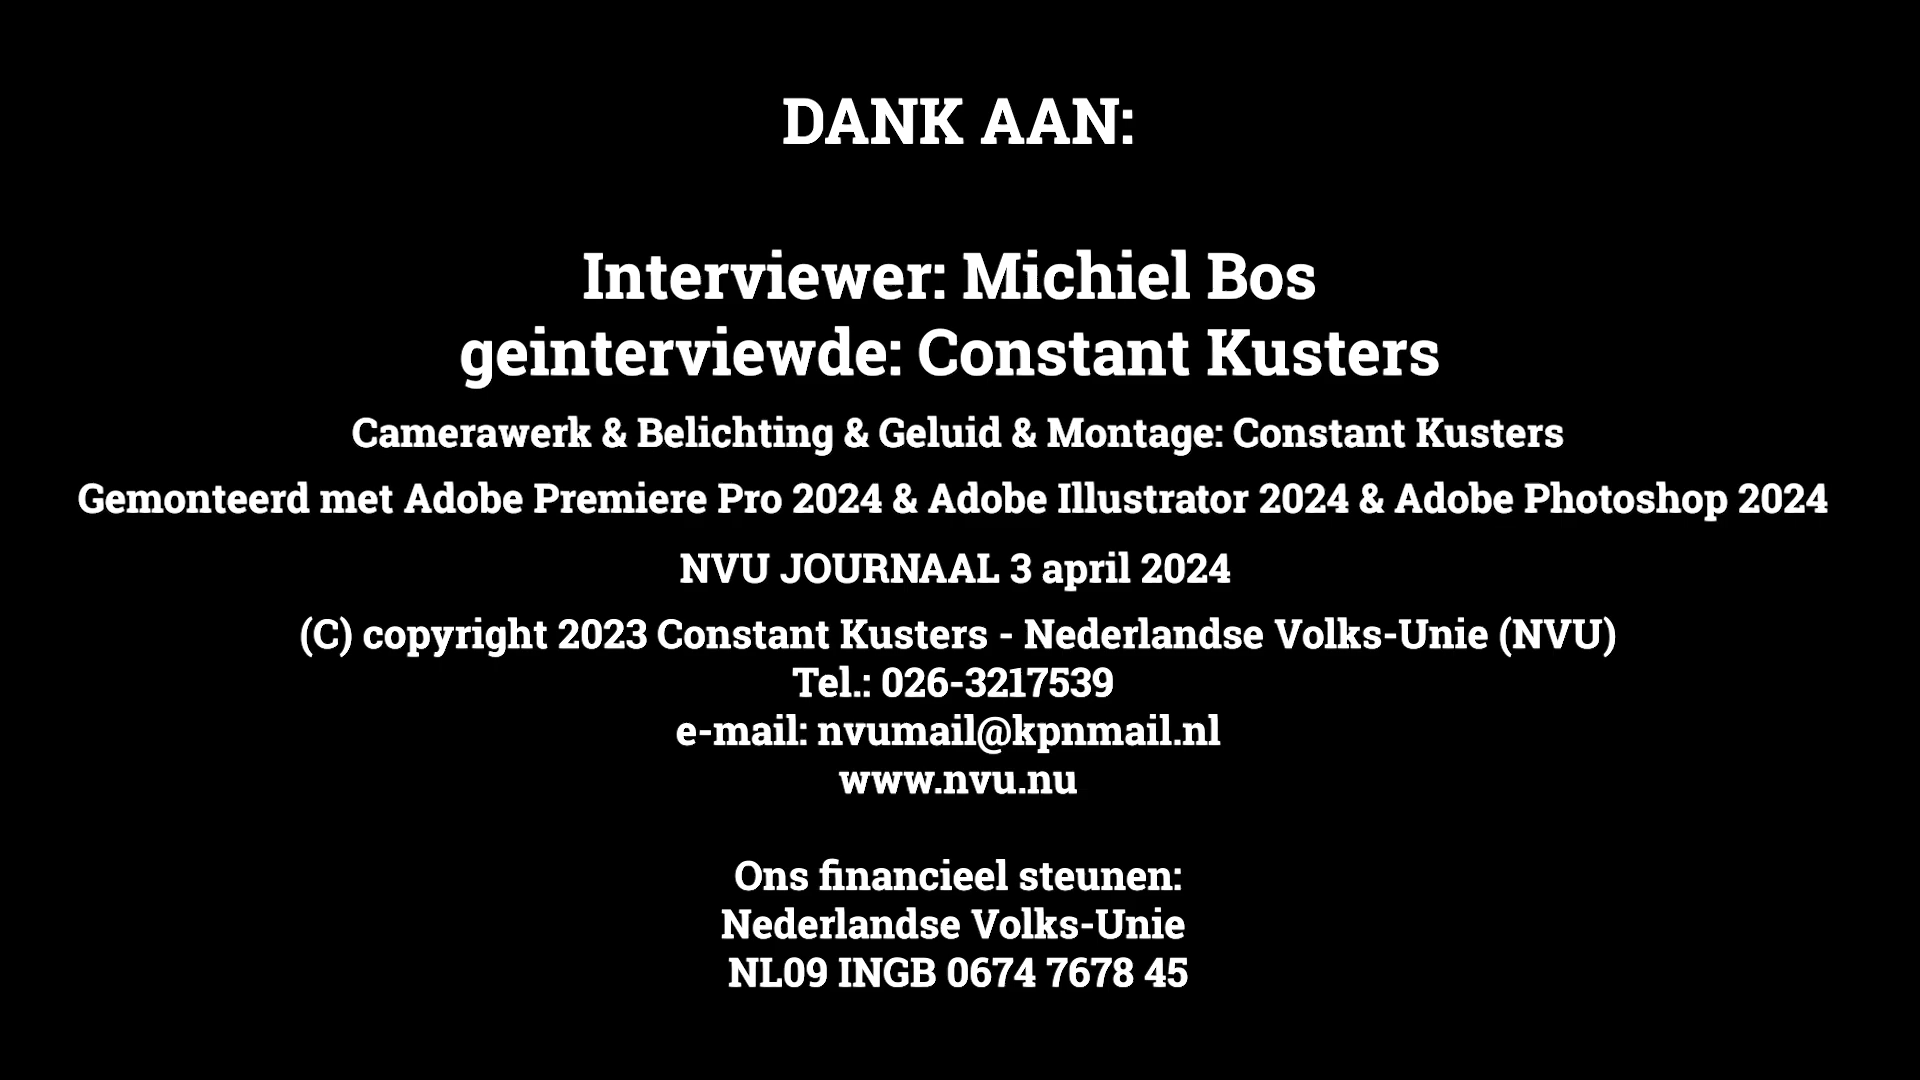 DANK AAN:
Interviewer: Michiel Bos
geinterviewde: Constant Kusters
Camerawerk & Belichting & Geluid & Montage: Constant Kusters
Gemonteerd met Adobe Premiere Pro 2024 & Adobe Illustrator 2024 & Adobe Photoshop 2024
NVU JOURNAAL 3 april 2024
(C) copyright 2023 Constant Kusters - Nederlandse Volks-Unie (NVU)
Tel.: 026-3217539
e-mail: nvumail@kpnmail.nl
www.nvu.nu
Ons financieel steunen:
Nederlandse Volks-Unie
NL09 INGB 0674 7678 45